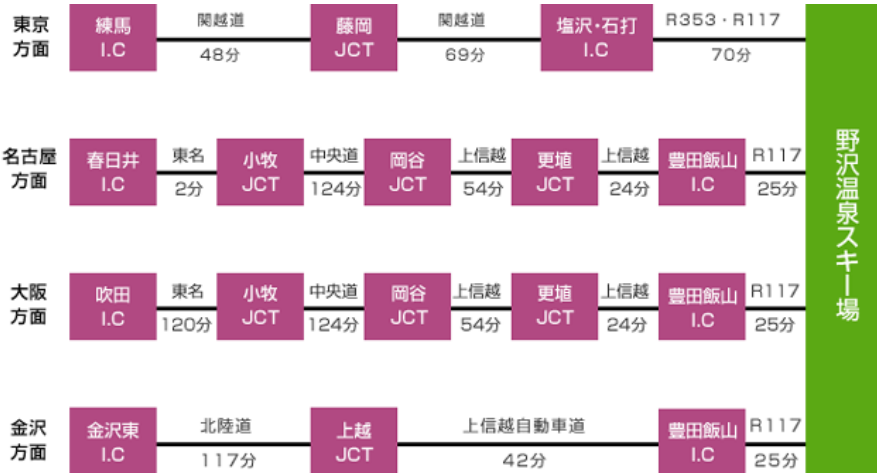 東京
方面
練馬
I.C
関越道
48分
藤岡
JCT
関越道
69分
塩沢・石打
I.C
R353・R117
70分
名古屋
方面
春日井
I.C
東名
2分
小牧
JCT
中央道
124分
岡谷
JCT
上信越
54分
更埴
JCT
上信越
24分
豊田飯山
I.C
R117
25分
大阪
方面
吹田
I.C
東名
120分
小牧
JCT
中央道
124分
岡谷
JCT
上信越
54分
更埴
JCT
上信越
24分
豊田飯山
I.C
R117
25分
金沢
方面
金沢東
I.C
北陸道
117分
上越
JCT
上信越自動車道
42分
豊田飯山
I.C
R117
25分
野沢温泉スキー場